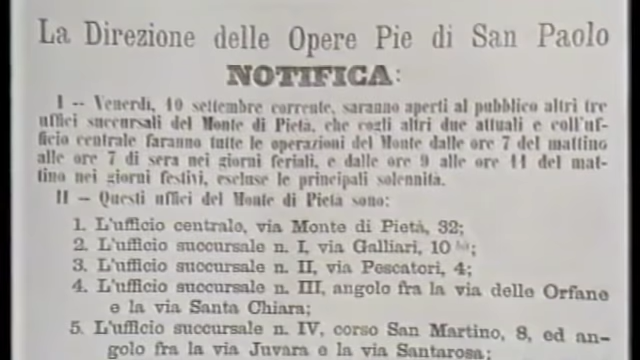 La Direzione delle Opere Pie di San Paolo
NOTIFICA:
I — Venerdì, 10 settembre corrente, saranno aperti al pubblico altri tre
uffici succursali del Monte di Pietà, che cogli altri due attuali e coll'uf-
ficio centrale faranno tutte le operazioni del Monte dalle ore 7 del mattino
alle ore 7 di sera nei giorni feriali, e dalle ore 9 alle ore 11 del mat-
tino nei giorni festivi, escluse le principali solennità.
II — Questi uffici del Monte di Pietà sono:
1. L'ufficio centrale, via Monte di Pietà, 32;
2. L'ufficio succursale n. I, via Galliari, 10 bis;
3. L'ufficio succursale n. II, via Pescatori, 4;
4. L'ufficio succursale n. III, angolo fra la via delle Orfane
e la via Santa Chiara;
5. L'ufficio succursale n. IV, corso San Martino, 8, ed an-
golo fra la via Juvara e la via Santarosa;